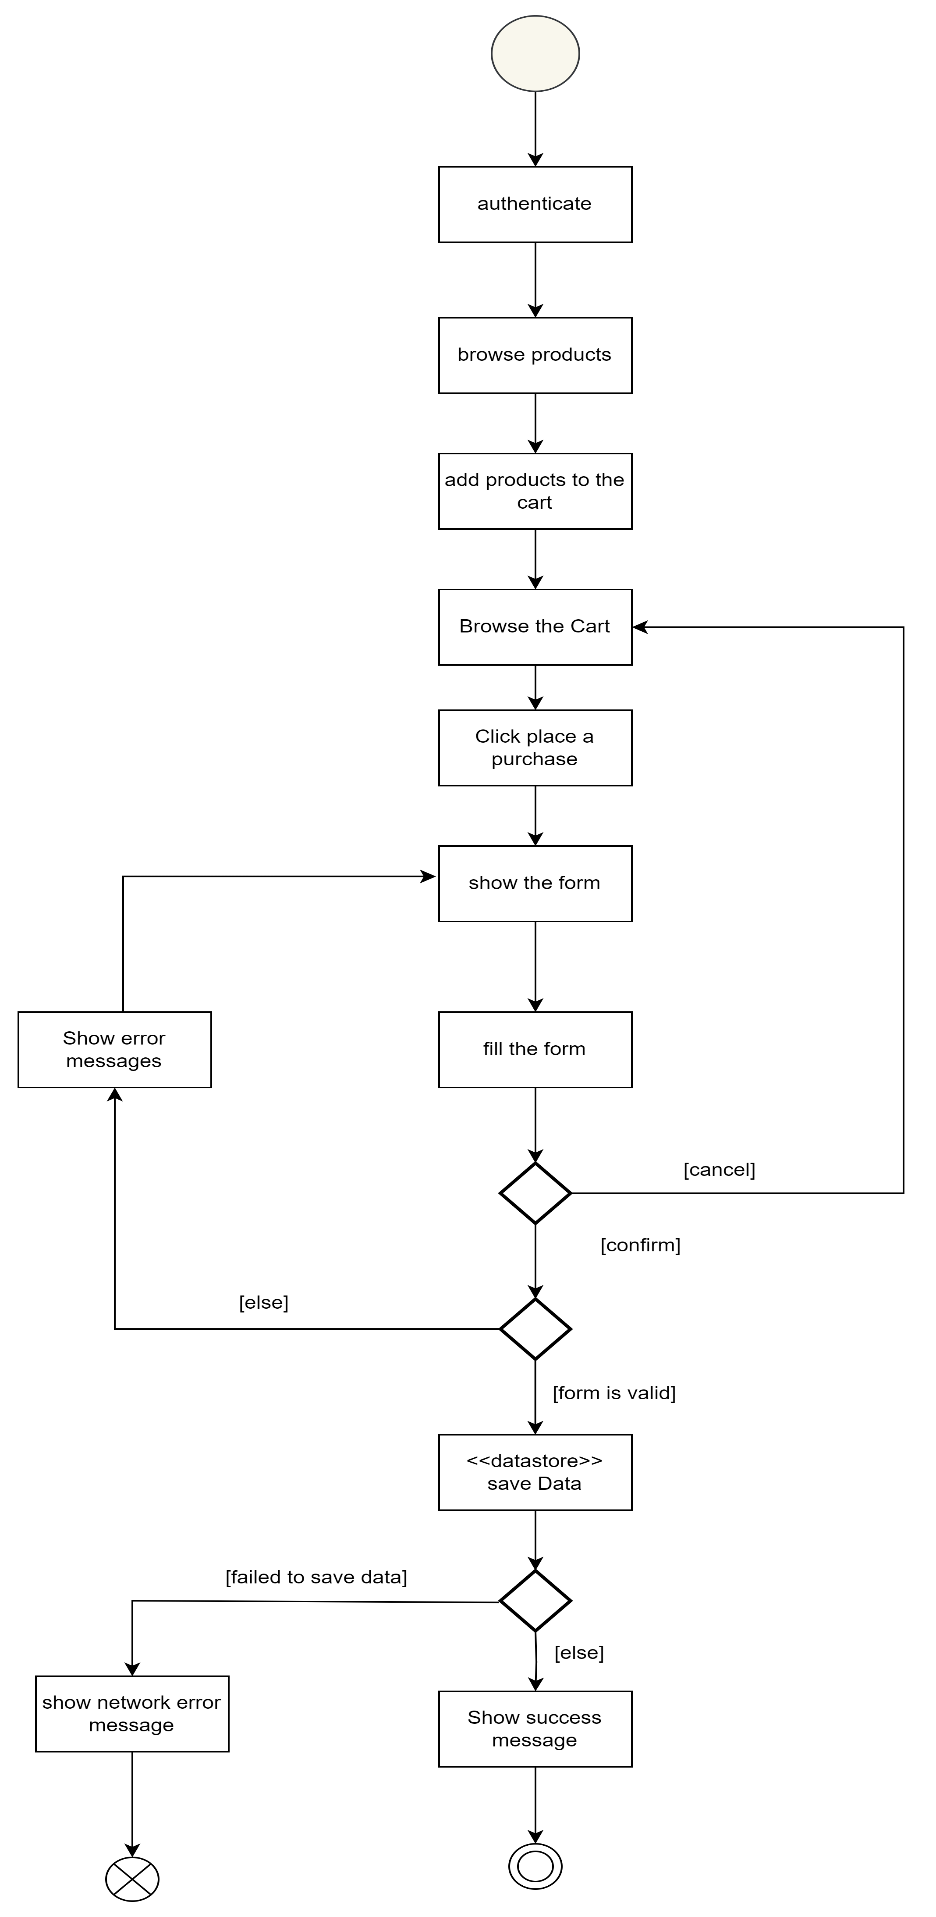 authenticate
browse products
add products to the
cart
Browse the Cart
Click place a
purchase
show the form
Show error
messages
fill the form
[cancel]
[confirm]
[else]
[form is valid]
<<datastore>>
save Data
[failed to save data]
[else]
show network error
message
Show success
message